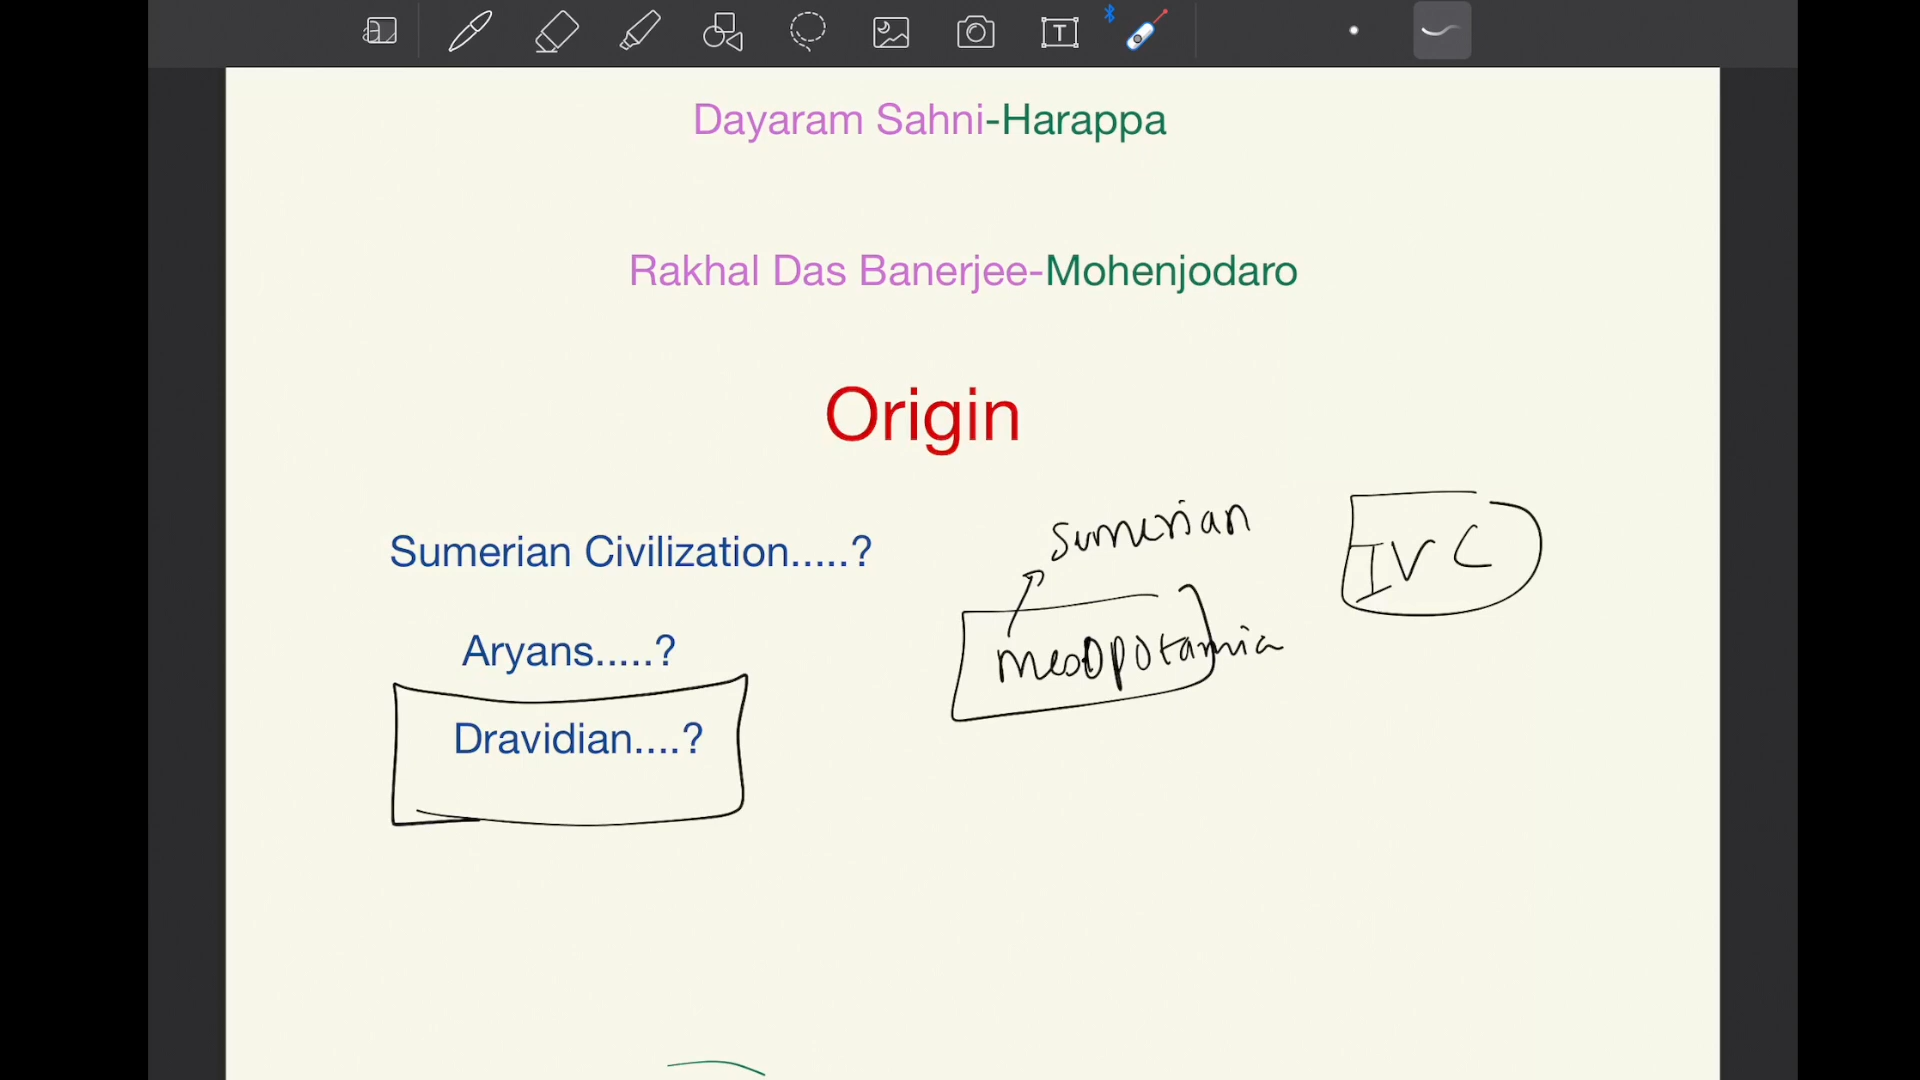 Dayaram Sahni-Harappa
Rakhal Das Banerjee-Mohenjodaro
Origin
Sumerian Civilization.....?
Sumerian
IVC
Aryans.....?
Mesopotamia
Dravidian....?